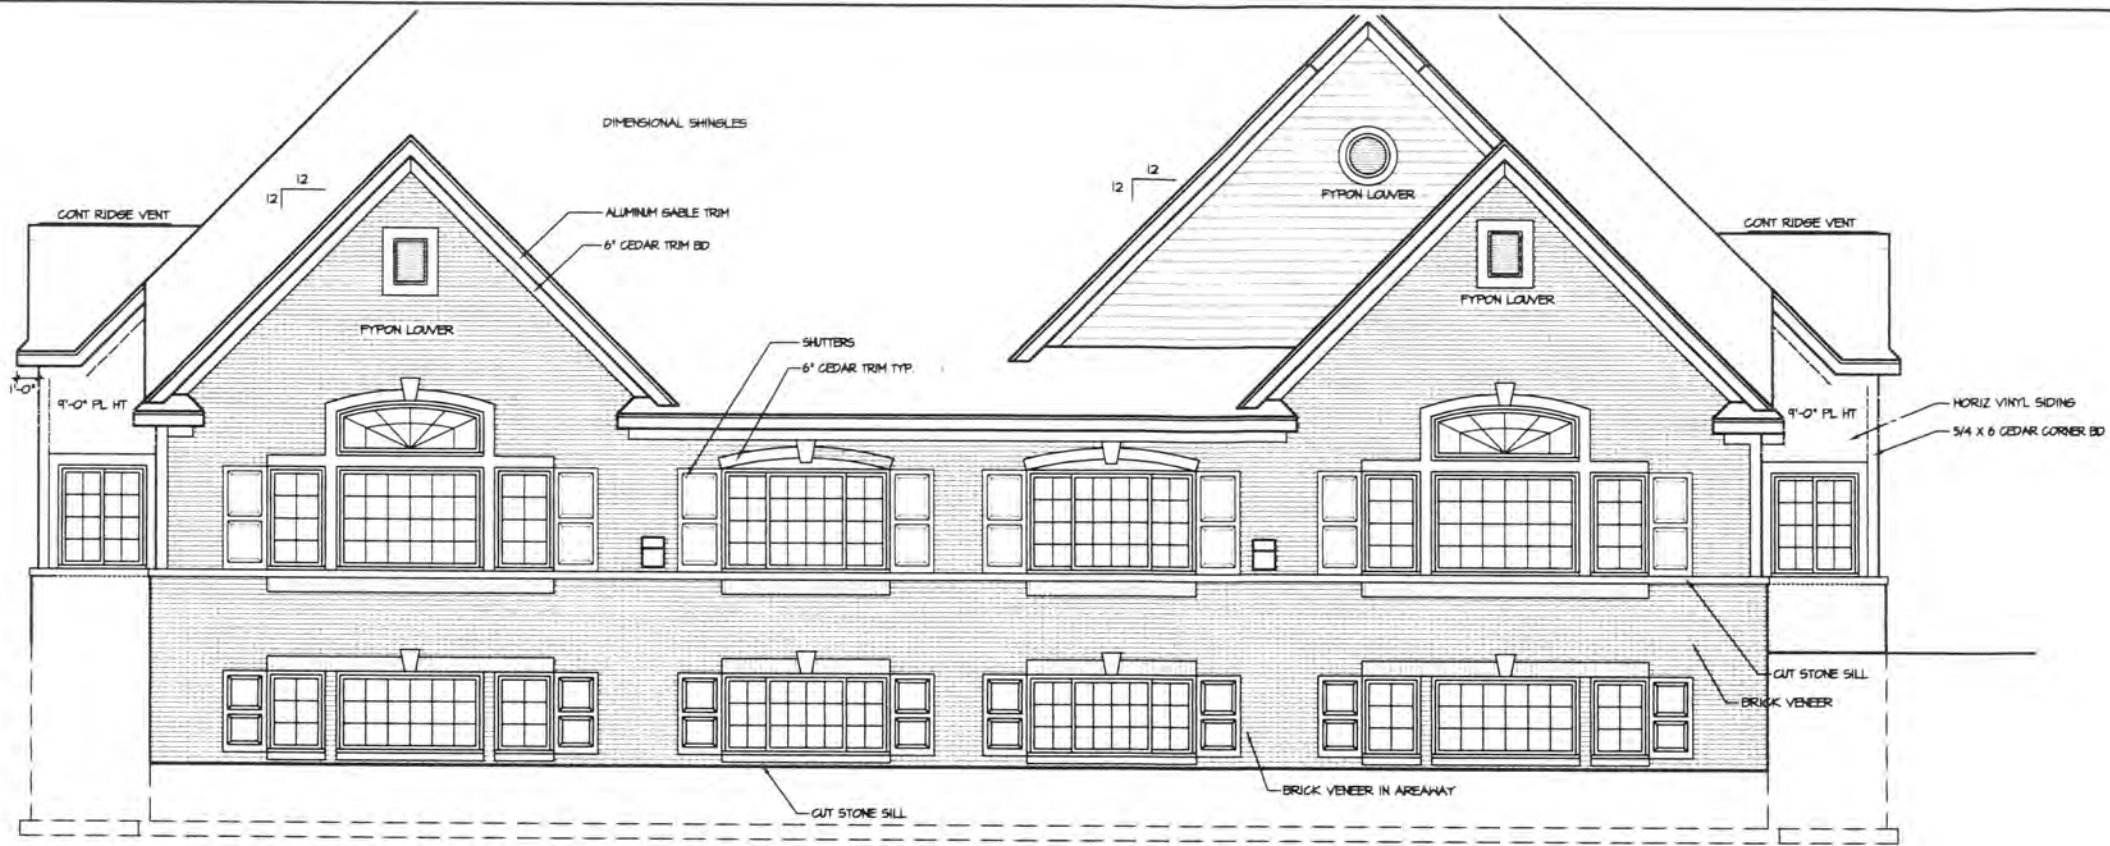 DIMENSIONAL SHINGLES
12
12
12
12
FYPON LOUVER
CONT RIDGE VENT
ALUMINUM GABLE TRIM
CONT RIDGE VENT
6" CEDAR TRIM BD
FYPON LOUVER
FYPON LOUVER
SHUTTERS
6" CEDAR TRIM TYP.
1'-0"
9'-0" PL HT
9'-0" PL HT
HORIZ VINYL SIDING
5/4 X 6 CEDAR CORNER BD
CUT STONE SILL
BRICK VENEER
BRICK VENEER IN AREAWAY
CUT STONE SILL